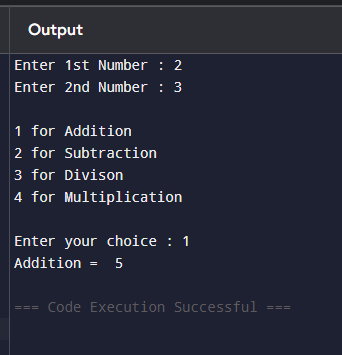 Output
Enter 1st Number : 2
Enter 2nd Number : 3
1 for Addition
2 for Subtraction
3 for Divison
4 for Multiplication
Enter your choice : 1
Addition =  5
=== Code Execution Successful ===